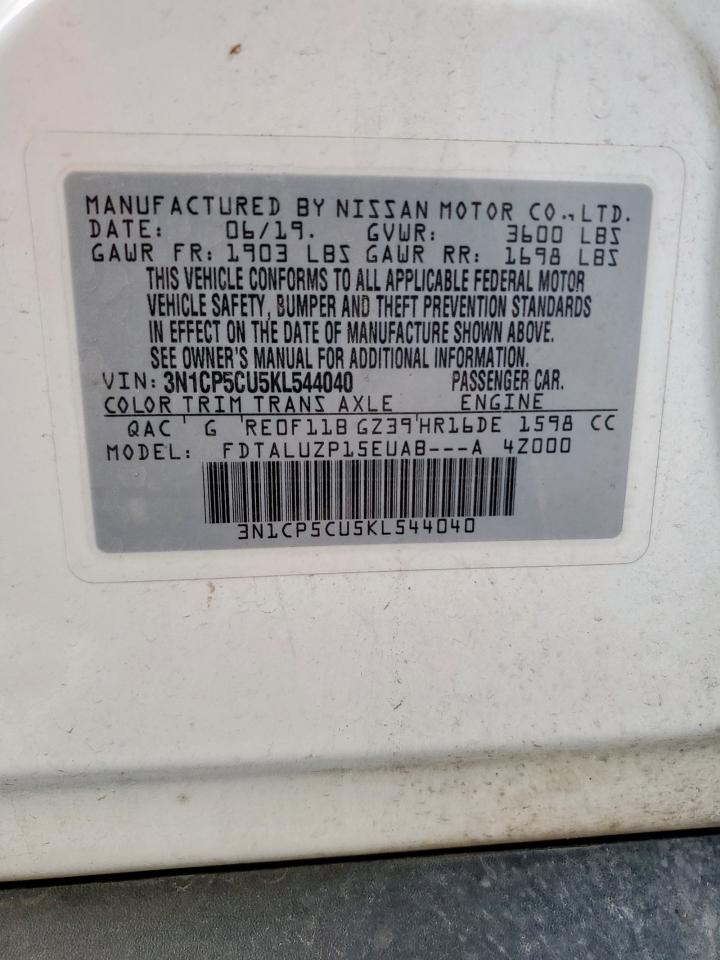 MANUFACTURED BY NISSAN MOTOR CO., LTD.
DATE: 06/19. GVWR: 3600 LBS
GAWR FR: 1903 LBS GAWR RR: 1698 LBS
THIS VEHICLE CONFORMS TO ALL APPLICABLE FEDERAL MOTOR
VEHICLE SAFETY, BUMPER AND THEFT PREVENTION STANDARDS
IN EFFECT ON THE DATE OF MANUFACTURE SHOWN ABOVE.
SEE OWNER'S MANUAL FOR ADDITIONAL INFORMATION.
VIN: 3N1CP5CU5KL544040 PASSENGER CAR.
COLOR TRIM TRANS AXLE ENGINE
QAC G RE0F11B GZ39 HR16DE 1598 CC
MODEL: FDTALUZP15EUAB---A 4Z000
3N1CP5CU5KL544040